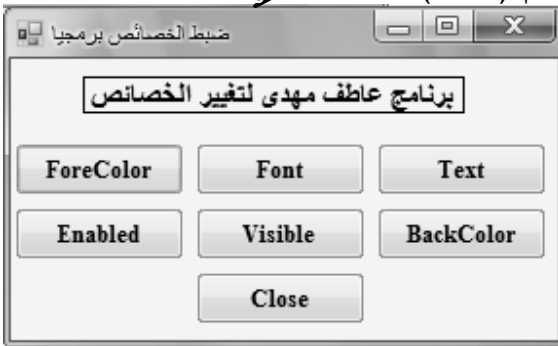 ضبط الخصائص برمجيا
برنامج عاطف مهدى لتغيير الخصائص
ForeColor Font Text
Enabled Visible BackColor
Close